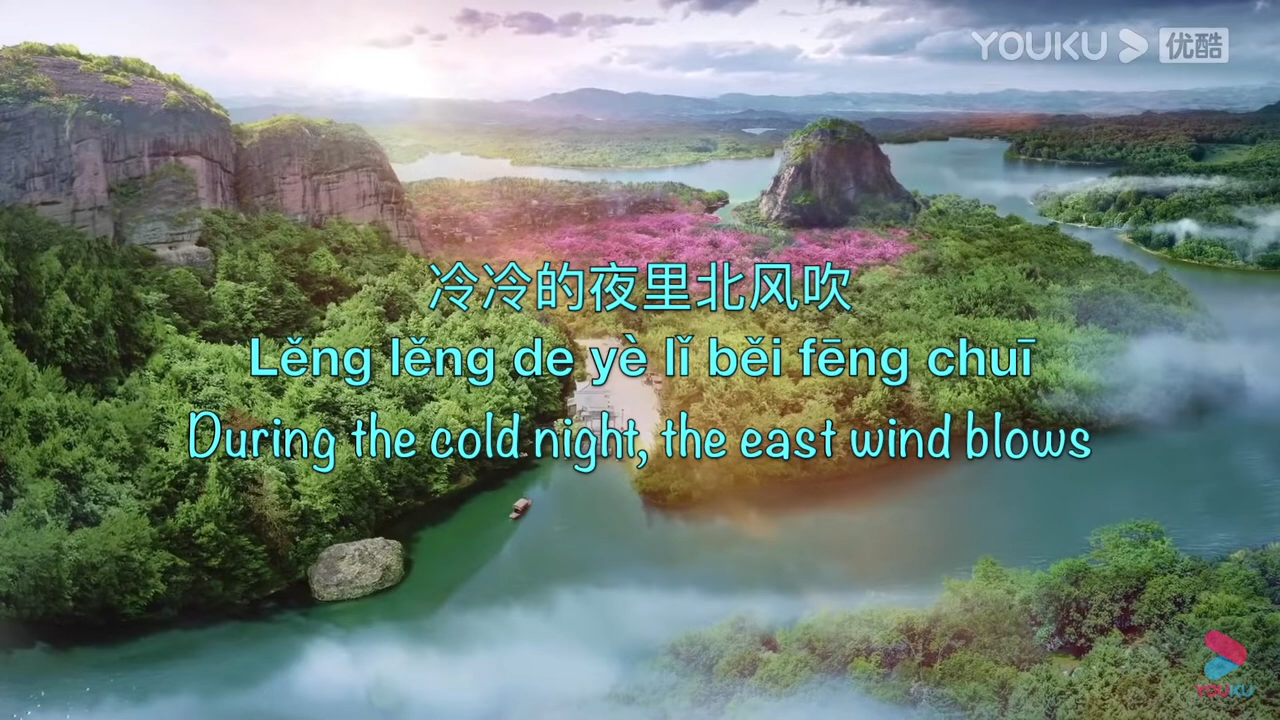 YOUKU 优酷
冷冷的夜里北风吹
Lěng lěng de yè lǐ běi fēng chuī
During the cold night, the east wind blows
YOUKU